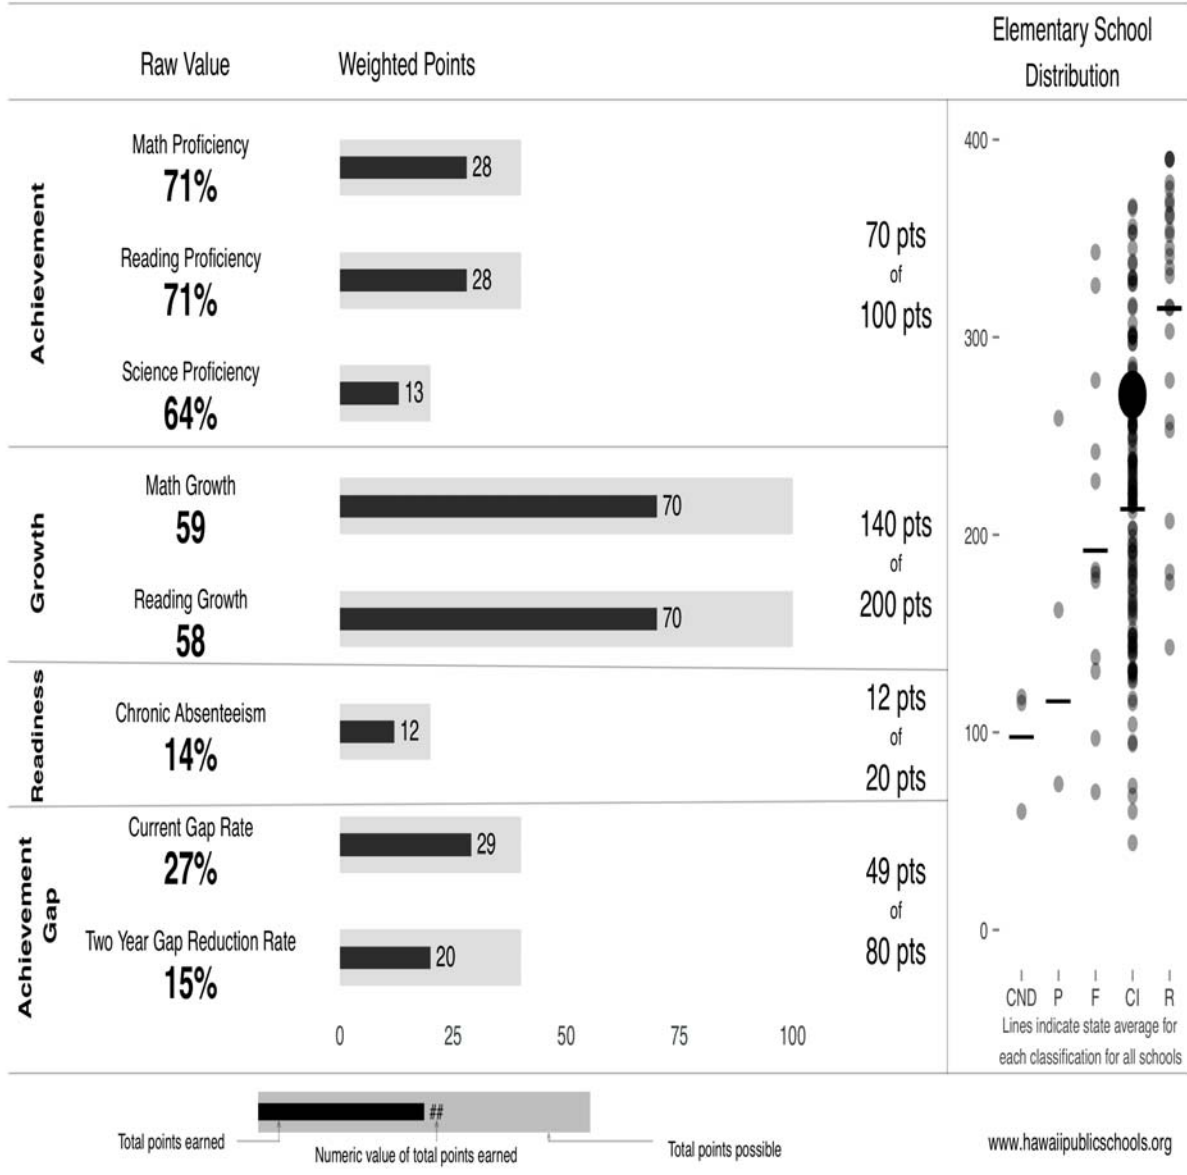 Raw Value
Weighted Points
Elementary School
Distribution
Achievement
Math Proficiency
71%
28
Reading Proficiency
71%
28
Science Proficiency
64%
13
70 pts
of
100 pts
Growth
Math Growth
59
70
Reading Growth
58
70
140 pts
of
200 pts
Readiness
Chronic Absenteeism
14%
12
12 pts
of
20 pts
Achievement
Gap
Current Gap Rate
27%
29
Two Year Gap Reduction Rate
15%
20
49 pts
of
80 pts
0 25 50 75 100
400
300
200
100
0
CND P F CI R
Lines indicate state average for
each classification for all schools
##
Total points earned
Numeric value of total points earned
Total points possible
www.hawaiipublicschools.org